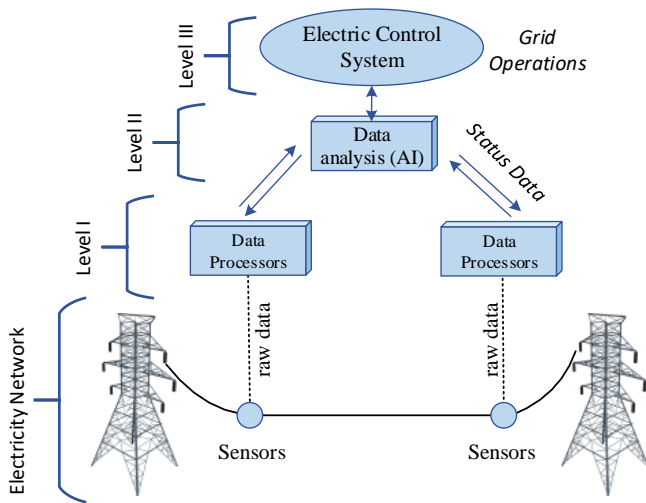 Level III
Electric Control
System
Grid
Operations
Level II
Data
analysis (AI)
Status Data
Level I
Data
Processors
Data
Processors
Electricity Network
raw data
raw data
Sensors
Sensors